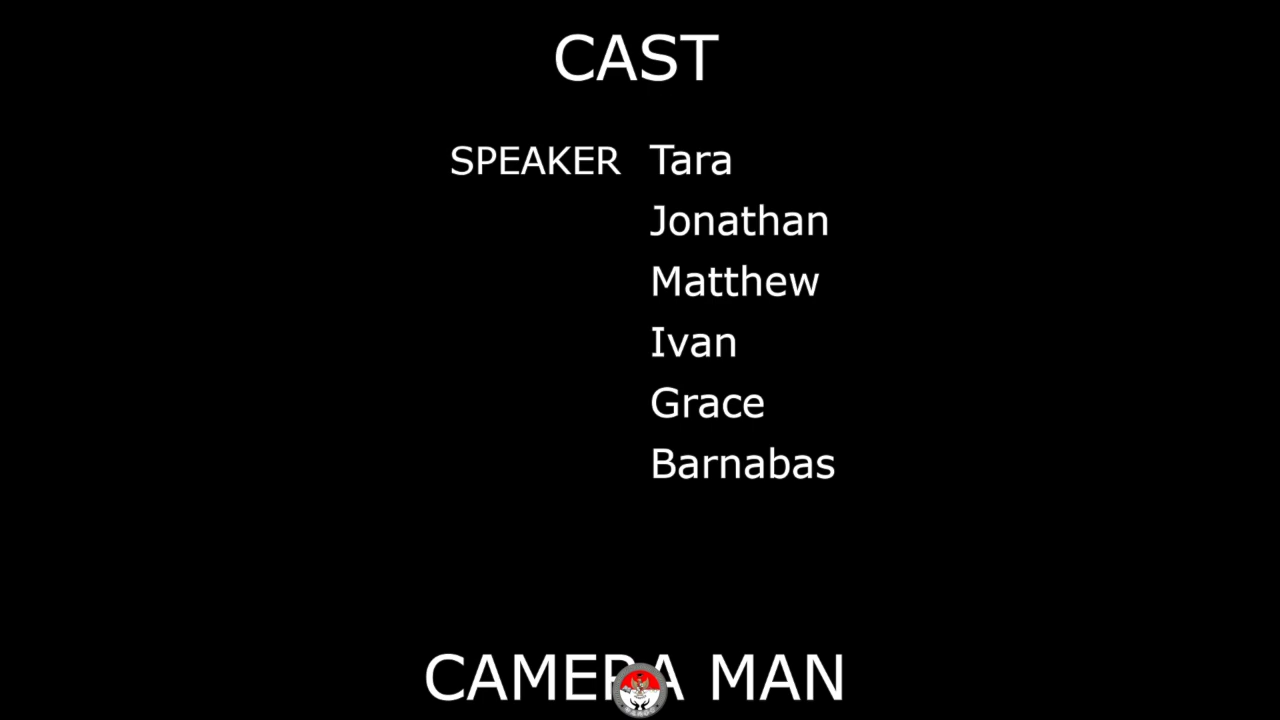 CAST
SPEAKER Tara
Jonathan
Matthew
Ivan
Grace
Barnabas
CAMERA MAN